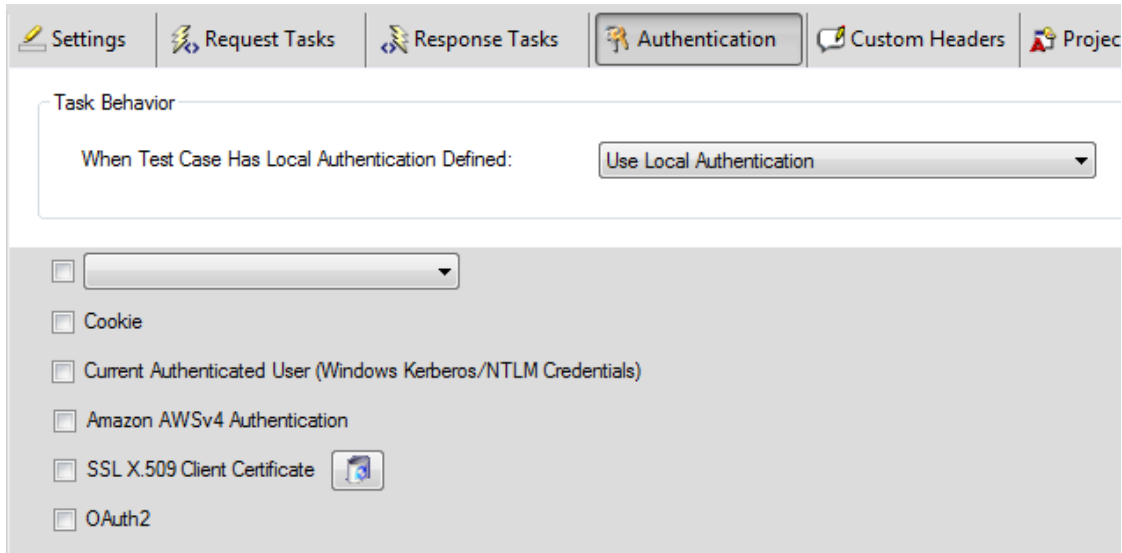 Settings Request Tasks Response Tasks Authentication Custom Headers Projec
Task Behavior
When Test Case Has Local Authentication Defined: Use Local Authentication
Cookie
Current Authenticated User (Windows Kerberos/NTLM Credentials)
Amazon AWSv4 Authentication
SSL X.509 Client Certificate
OAuth2